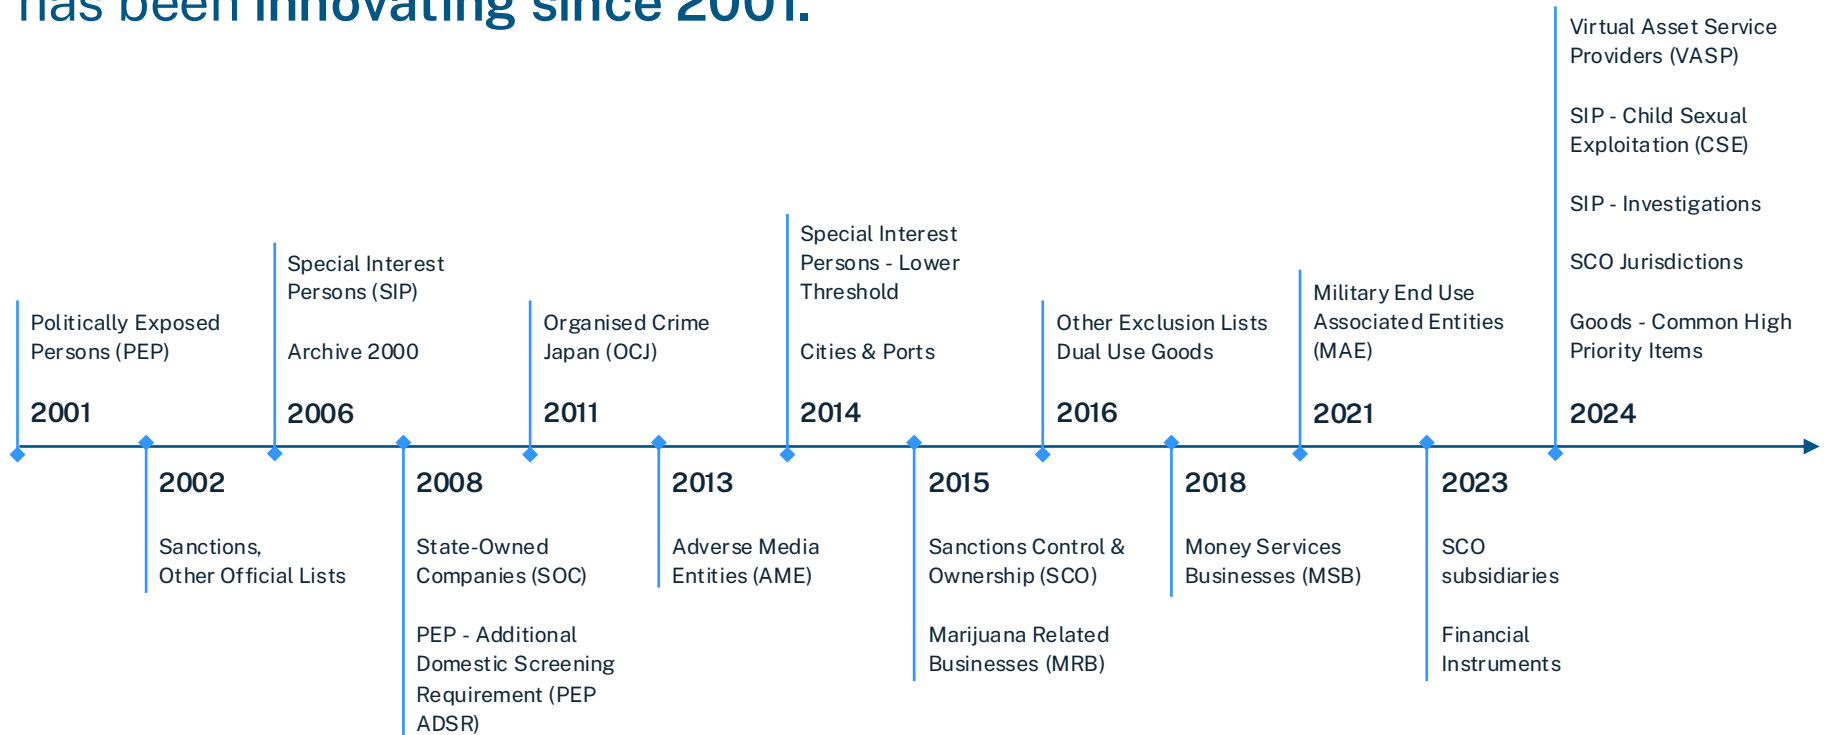 has been innovating since 2001.
Politically Exposed
Persons (PEP)
2001
2002
Sanctions,
Other Official Lists
Special Interest
Persons (SIP)
Archive 2000
2006
2008
State-Owned
Companies (SOC)
PEP - Additional
Domestic Screening
Requirement (PEP
ADSR)
Organised Crime
Japan (OCJ)
2011
2013
Adverse Media
Entities (AME)
Special Interest
Persons - Lower
Threshold
Cities & Ports
2014
2015
Sanctions Control &
Ownership (SCO)
Marijuana Related
Businesses (MRB)
Other Exclusion Lists
Dual Use Goods
2016
2018
Money Services
Businesses (MSB)
Military End Use
Associated Entities
(MAE)
2021
2023
SCO
subsidiaries
Financial
Instruments
Virtual Asset Service
Providers (VASP)
SIP - Child Sexual
Exploitation (CSE)
SIP - Investigations
SCO Jurisdictions
Goods - Common High
Priority Items
2024